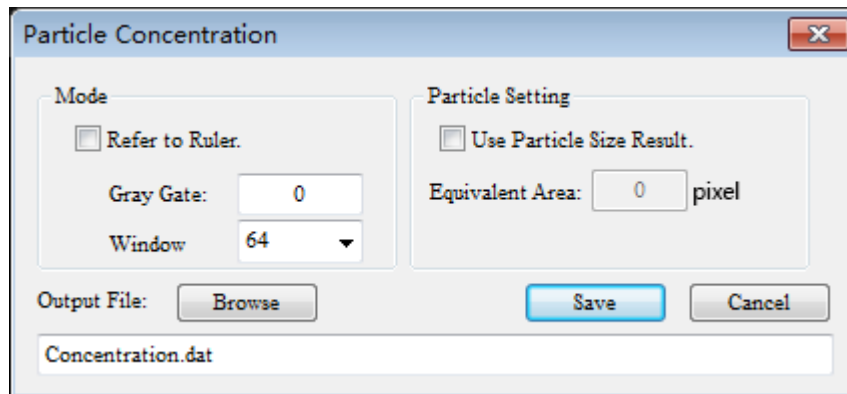 Particle Concentration
Mode
Refer to Ruler.
Gray Gate: 0
Window 64
Particle Setting
Use Particle Size Result.
Equivalent Area: 0 pixel
Output File: Browse Save Cancel
Concentration.dat